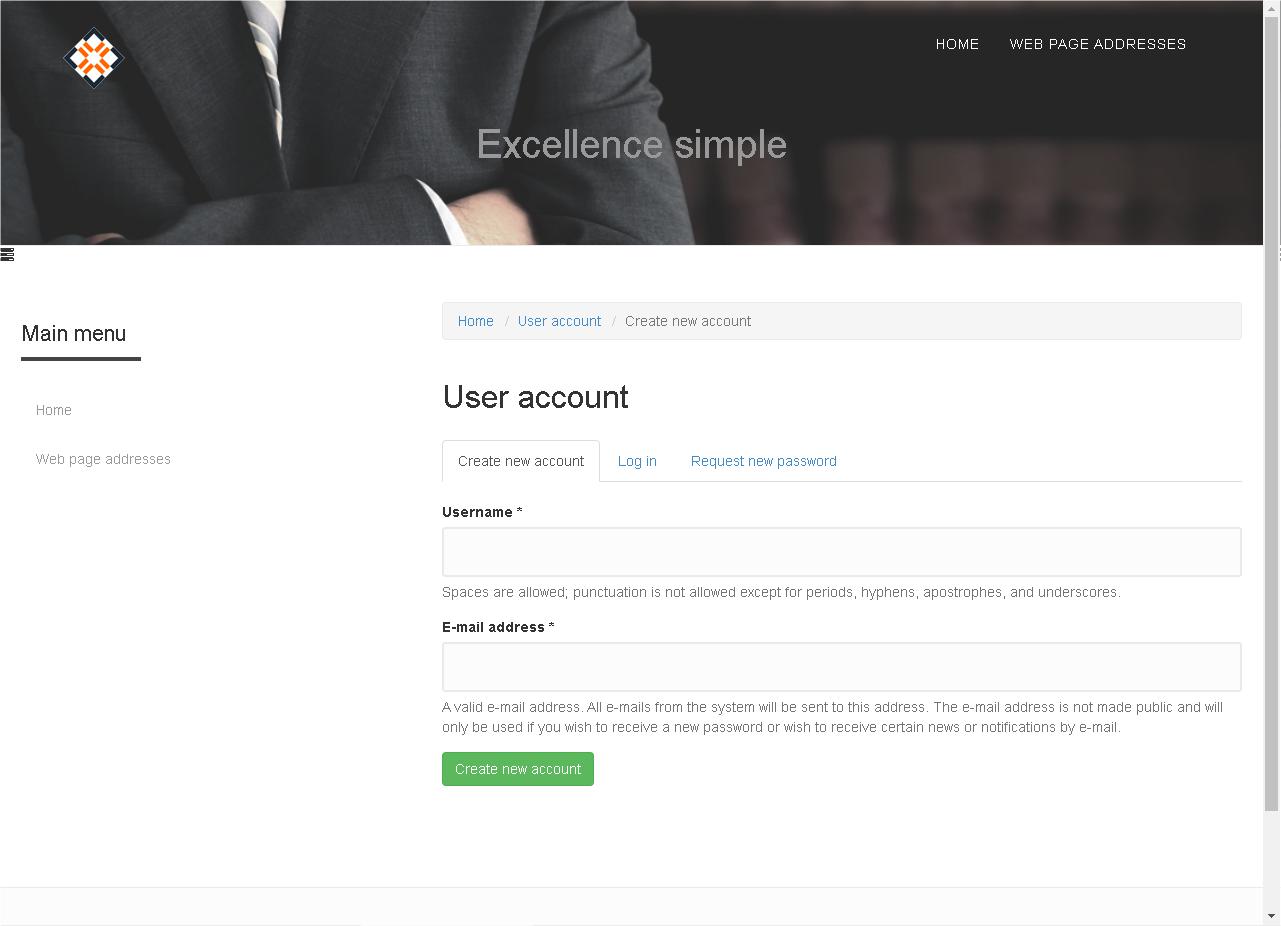 HOME
WEB PAGE ADDRESSES
Excellence simple
Main menu
Home
Web page addresses
Home / User account / Create new account
User account
Create new account
Log in
Request new password
Username *
Spaces are allowed; punctuation is not allowed except for periods, hyphens, apostrophes, and underscores.
E-mail address *
A valid e-mail address. All e-mails from the system will be sent to this address. The e-mail address is not made public and will
only be used if you wish to receive a new password or wish to receive certain news or notifications by e-mail.
Create new account